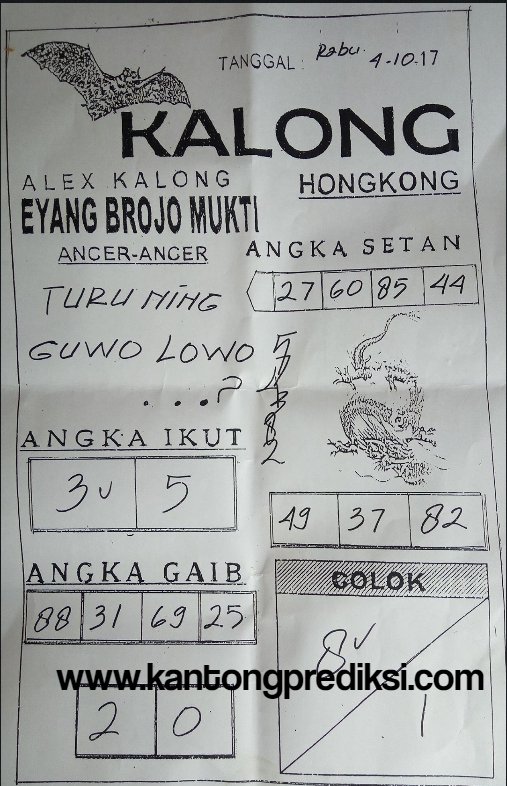 TANGGAL : Rabu 4-10-17
KALONG
ALEX KALONG
HONGKONG
EYANG BROJO MUKTI
ANCER-ANCER
ANGKA SETAN
TURU NING
27 60 85 44
GUWO LOWO
....?
ANGKA IKUT
3 5
49 37 82
ANGKA GAIB
GOLOK
88 31 69 25
8
www.kantongprediksi.com
2 0
1